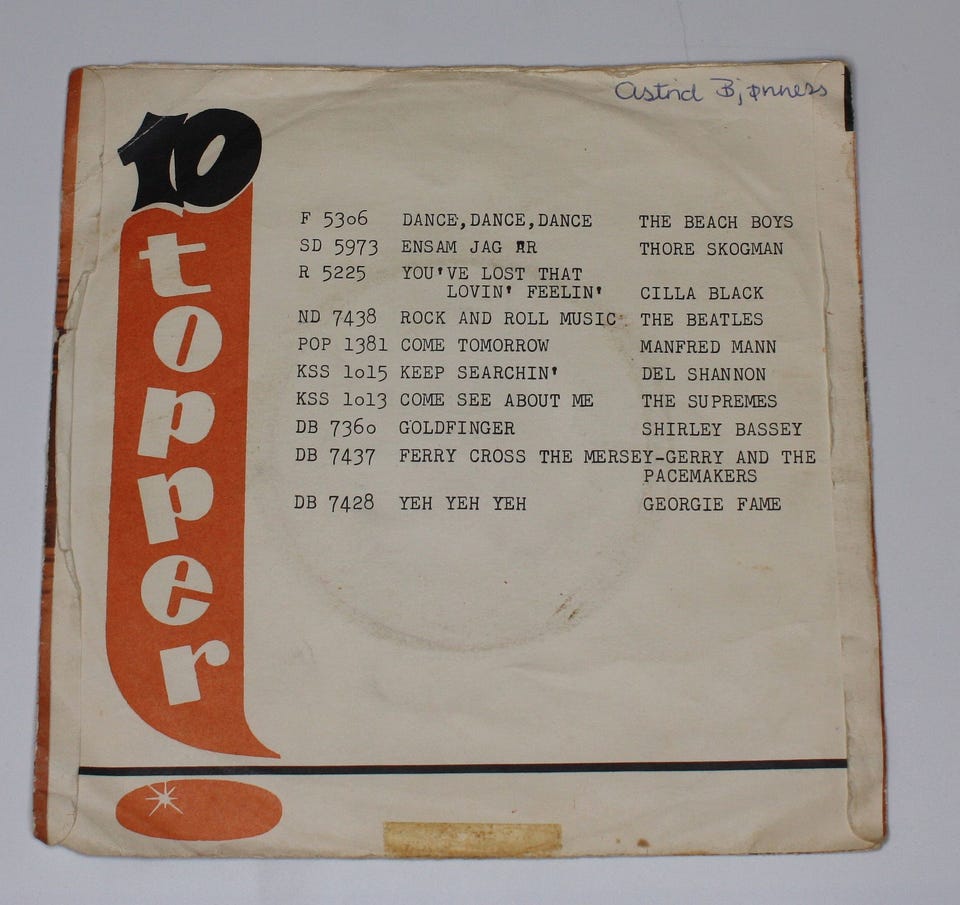 Astrid Bjønness
10
topper
F 5306 DANCE,DANCE,DANCE THE BEACH BOYS
SD 5973 ENSAM JAG ÄR THORE SKOGMAN
R 5225 YOU'VE LOST THAT
LOVIN' FEELIN' CILLA BLACK
ND 7438 ROCK AND ROLL MUSIC THE BEATLES
POP 1381 COME TOMORROW MANFRED MANN
KSS 1o15 KEEP SEARCHIN' DEL SHANNON
KSS 1o13 COME SEE ABOUT ME THE SUPREMES
DB 736o GOLDFINGER SHIRLEY BASSEY
DB 7437 FERRY CROSS THE MERSEY-GERRY AND THE
PACEMAKERS
DB 7428 YEH YEH YEH GEORGIE FAME